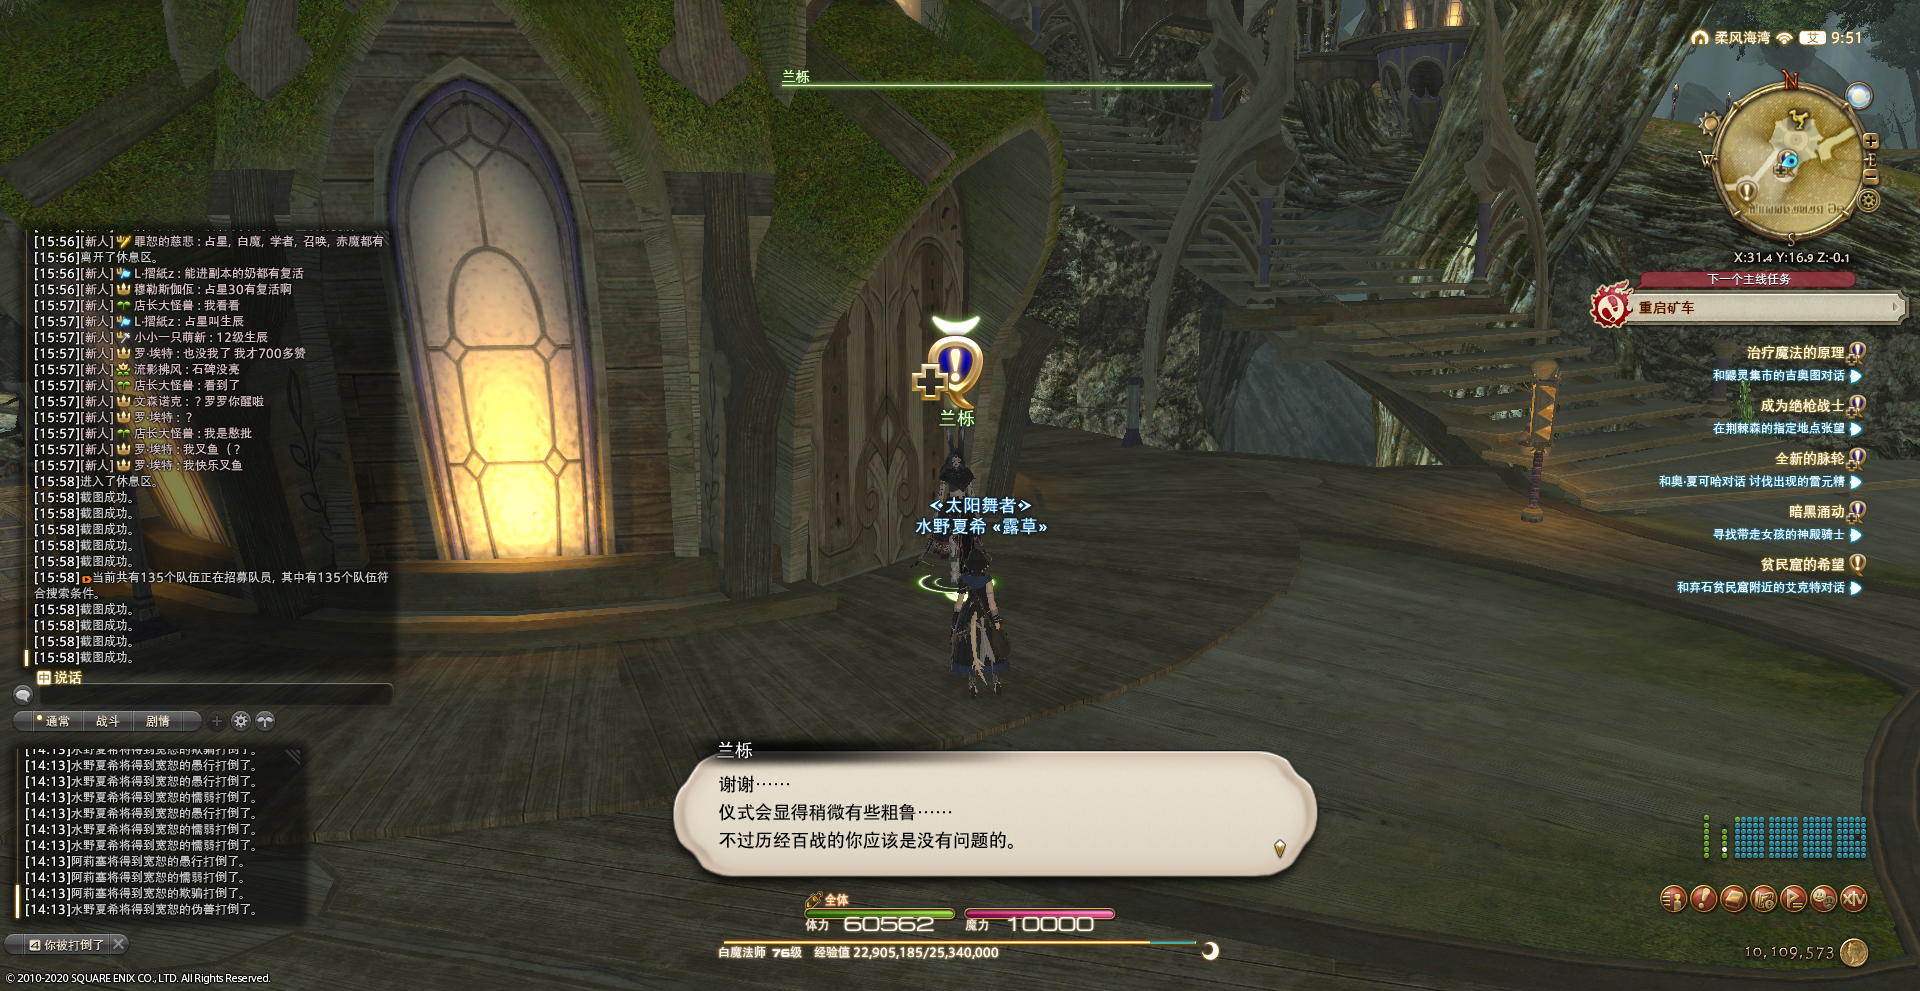 兰栎
柔风海湾 艾 9:51
N
W
E
S
X:31.4 Y:16.9 Z:-0.1
下一个主线任务
重启矿车
治疗魔法的原理
和鼹灵集市的吉奥图对话
成为绝枪战士
在荆棘森的指定地点张望
全新的脉轮
和奥·夏可哈对话 讨伐出现的雷元精
暗黑涌动
寻找带走女孩的神殿骑士
贫民窟的希望
和弃石贫民窟附近的艾克特对话
[15:56][新人]罪恕的慈悲 : 占星, 白魔, 学者, 召唤, 赤魔都有
[15:56]离开了休息区。
[15:56][新人]L·摺紙z : 能进副本的奶都有复活
[15:56][新人]穆勒斯伽佤 : 占星30有复活啊
[15:57][新人]店长大怪兽 : 我看看
[15:57][新人]L·摺紙z : 占星叫生辰
[15:57][新人]小小一只萌新 : 12级生辰
[15:57][新人]罗·埃特 : 也没我了 我才700多赞
[15:57][新人]流影拂风 : 石碑没亮
[15:57][新人]店长大怪兽 : 看到了
[15:57][新人]文森诺克 : ? 罗罗你醒啦
[15:57][新人]罗·埃特 : ?
[15:57][新人]店长大怪兽 : 我是憨批
[15:57][新人]罗·埃特 : 我叉鱼（?
[15:57][新人]罗·埃特 : 我快乐叉鱼
[15:58]进入了休息区。
[15:58]截图成功。
[15:58]截图成功。
[15:58]截图成功。
[15:58]截图成功。
[15:58]截图成功。
[15:58]当前共有135个队伍正在招募队员, 其中有135个队伍符
合搜索条件。
[15:58]截图成功。
[15:58]截图成功。
[15:58]截图成功。
[15:58]截图成功。
中 说话
通常 战斗 剧情
兰栎
太阳舞者
水野夏希 «露草»
[14:13]水野夏希将得到宽恕的欺骗打倒了。
[14:13]水野夏希将得到宽恕的愚行打倒了。
[14:13]水野夏希将得到宽恕的愚行打倒了。
[14:13]水野夏希将得到宽恕的懦弱打倒了。
[14:13]水野夏希将得到宽恕的愚行打倒了。
[14:13]水野夏希将得到宽恕的懦弱打倒了。
[14:13]水野夏希将得到宽恕的懦弱打倒了。
[14:13]阿莉塞将得到宽恕的愚行打倒了。
[14:13]阿莉塞将得到宽恕的懦弱打倒了。
[14:13]阿莉塞将得到宽恕的欺骗打倒了。
[14:13]水野夏希将得到宽恕的伪善打倒了。
4 你被打倒了
兰栎
谢谢……
仪式会显得稍微有些粗鲁……
不过历经百战的你应该是没有问题的。
全体
体力 60562 魔力 10000
白魔法师 76级 经验值 22,905,185/25,340,000
XIV
10,109,573
© 2010-2020 SQUARE ENIX CO., LTD. All Rights Reserved.